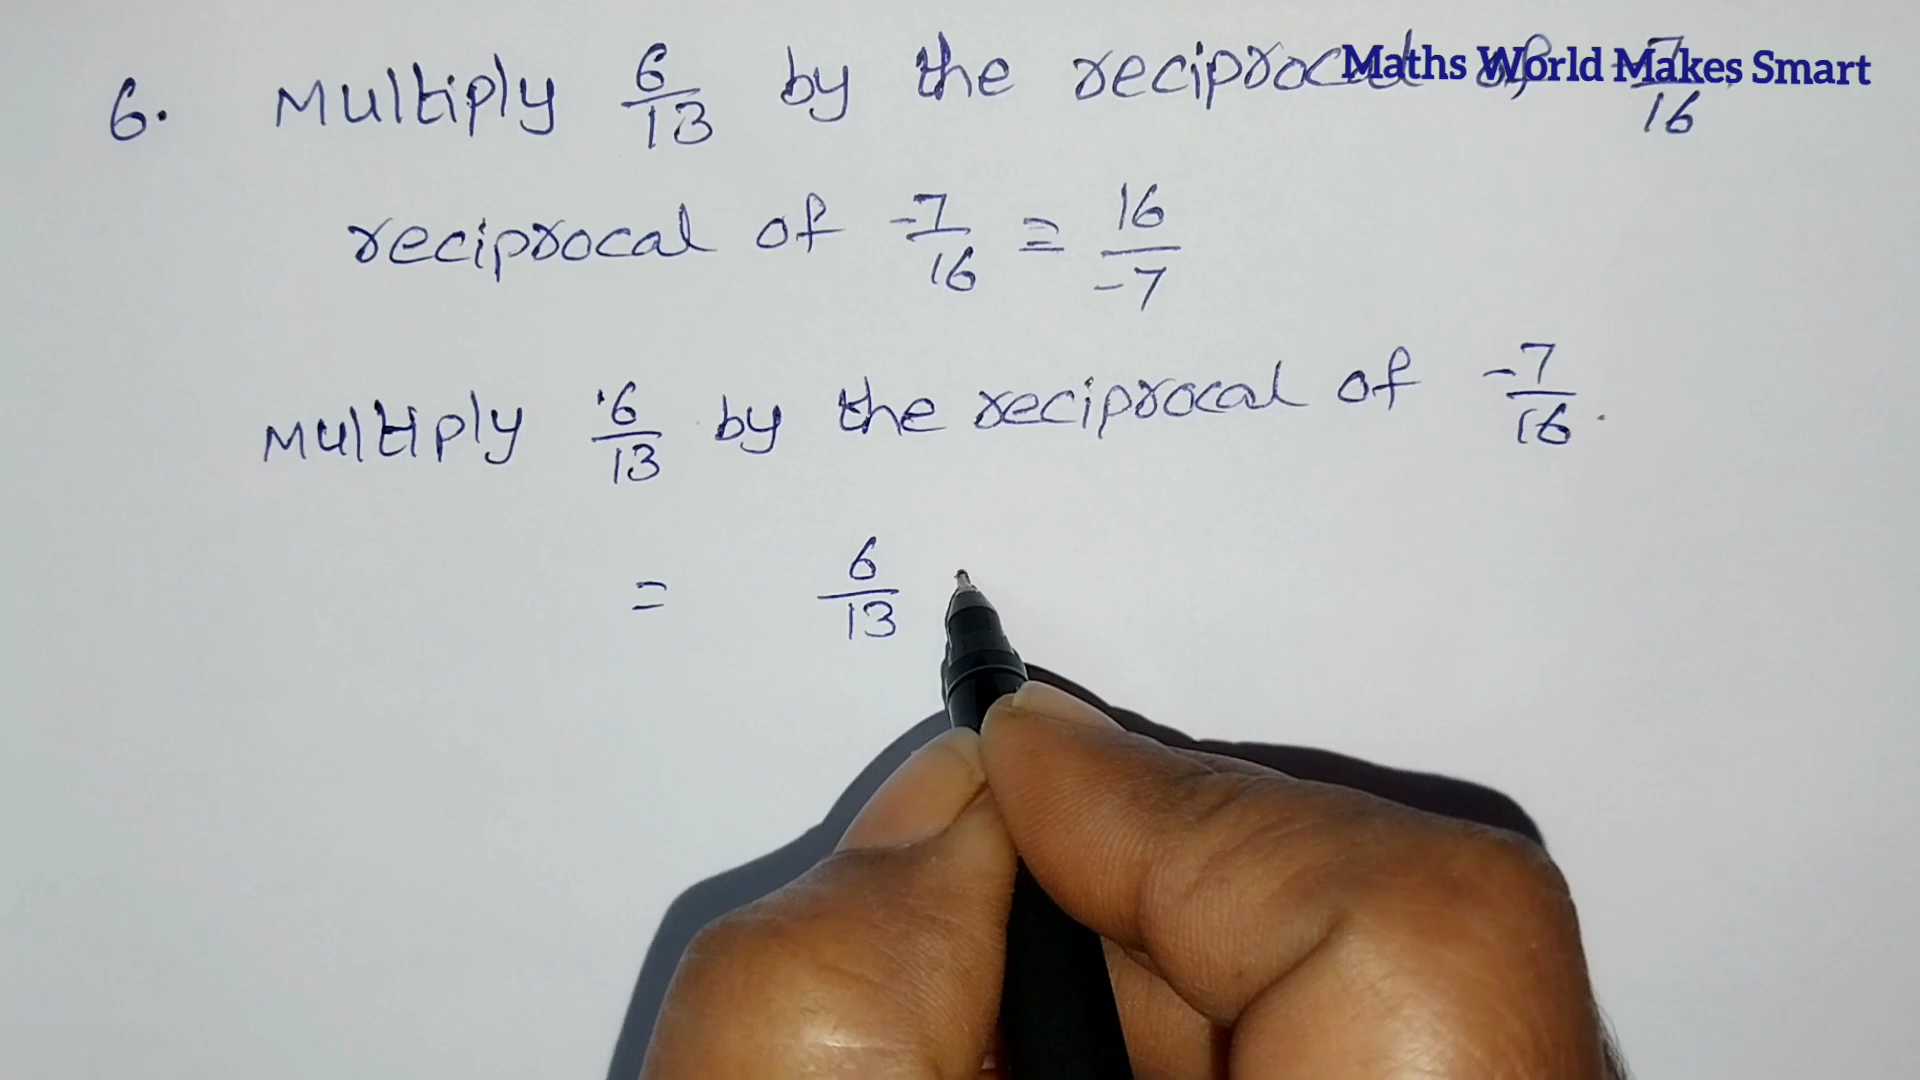 6. Multiply 6/13 by the reciprocal of -7/16
Maths World Makes Smart
reciprocal of -7/16 = 16/-7
Multiply 6/13 by the reciprocal of -7/16.
= 6/13